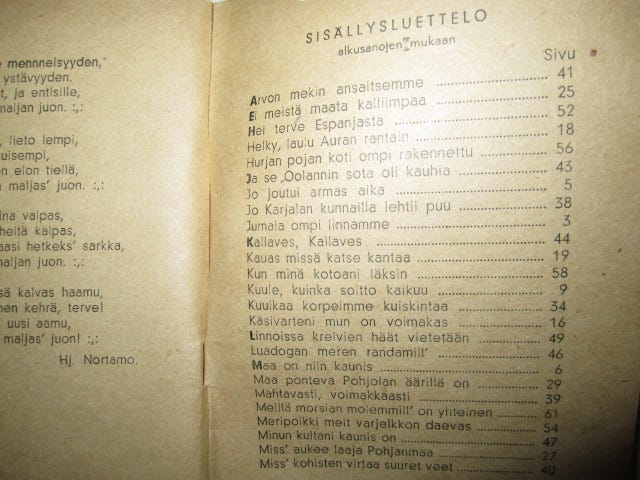 mennneisyyden,
ystävyyden.
t, ja entisille,
maljan juon. :,:
lieto lempi,
uisempi,
en elon tiellä,
n maljas' juon. :,:
ina valpas,
heitä kalpas,
aasi hetkeks' sarkka,
naljan juon. :,:
sä kalvas haamu,
nen kehrä, terve!
uusi aamu,
maljas' juon! :,:
Hj. Nortamo.
SISÄLLYSLUETTELO
alkusanojen mukaan
Sivu
Arvon mekin ansaitsemme 41
Ei meistä maata kalliimpaa 25
Hei terve Espanjasta 52
Helky, laulu Auran rantain 18
Hurjan pojan koti ompi rakennettu 56
Ja se „Oolannin sota oli kauhia 43
Jo joutui armas aika 5
Jo Karjalan kunnailla lehtii puu 38
Jumala ompi linnamme 3
Kallaves, Kallaves 44
Kauas missä katse kantaa 19
Kun minä kotoani läksin 58
Kuule, kuinka soitto kaikuu 9
Kuulkaa korpeimme kuiskintaa 34
Käsivarteni mun on voimakas 16
Linnoissa kreivien häät vietetään 49
Luadogan meren randamill' 46
Maa on niin kaunis 6
Maa ponteva Pohjolan äärillä on 29
Mahtavasti, voimakkaasti 39
Meillä morsian molemmill' on yhteinen 61
Meripoikki meit varjelkkon daevas 54
Minun kultani kaunis on 47
Miss' aukee laaja Pohjanmaa 27
Miss' kohisten virtaa suuret veet 40